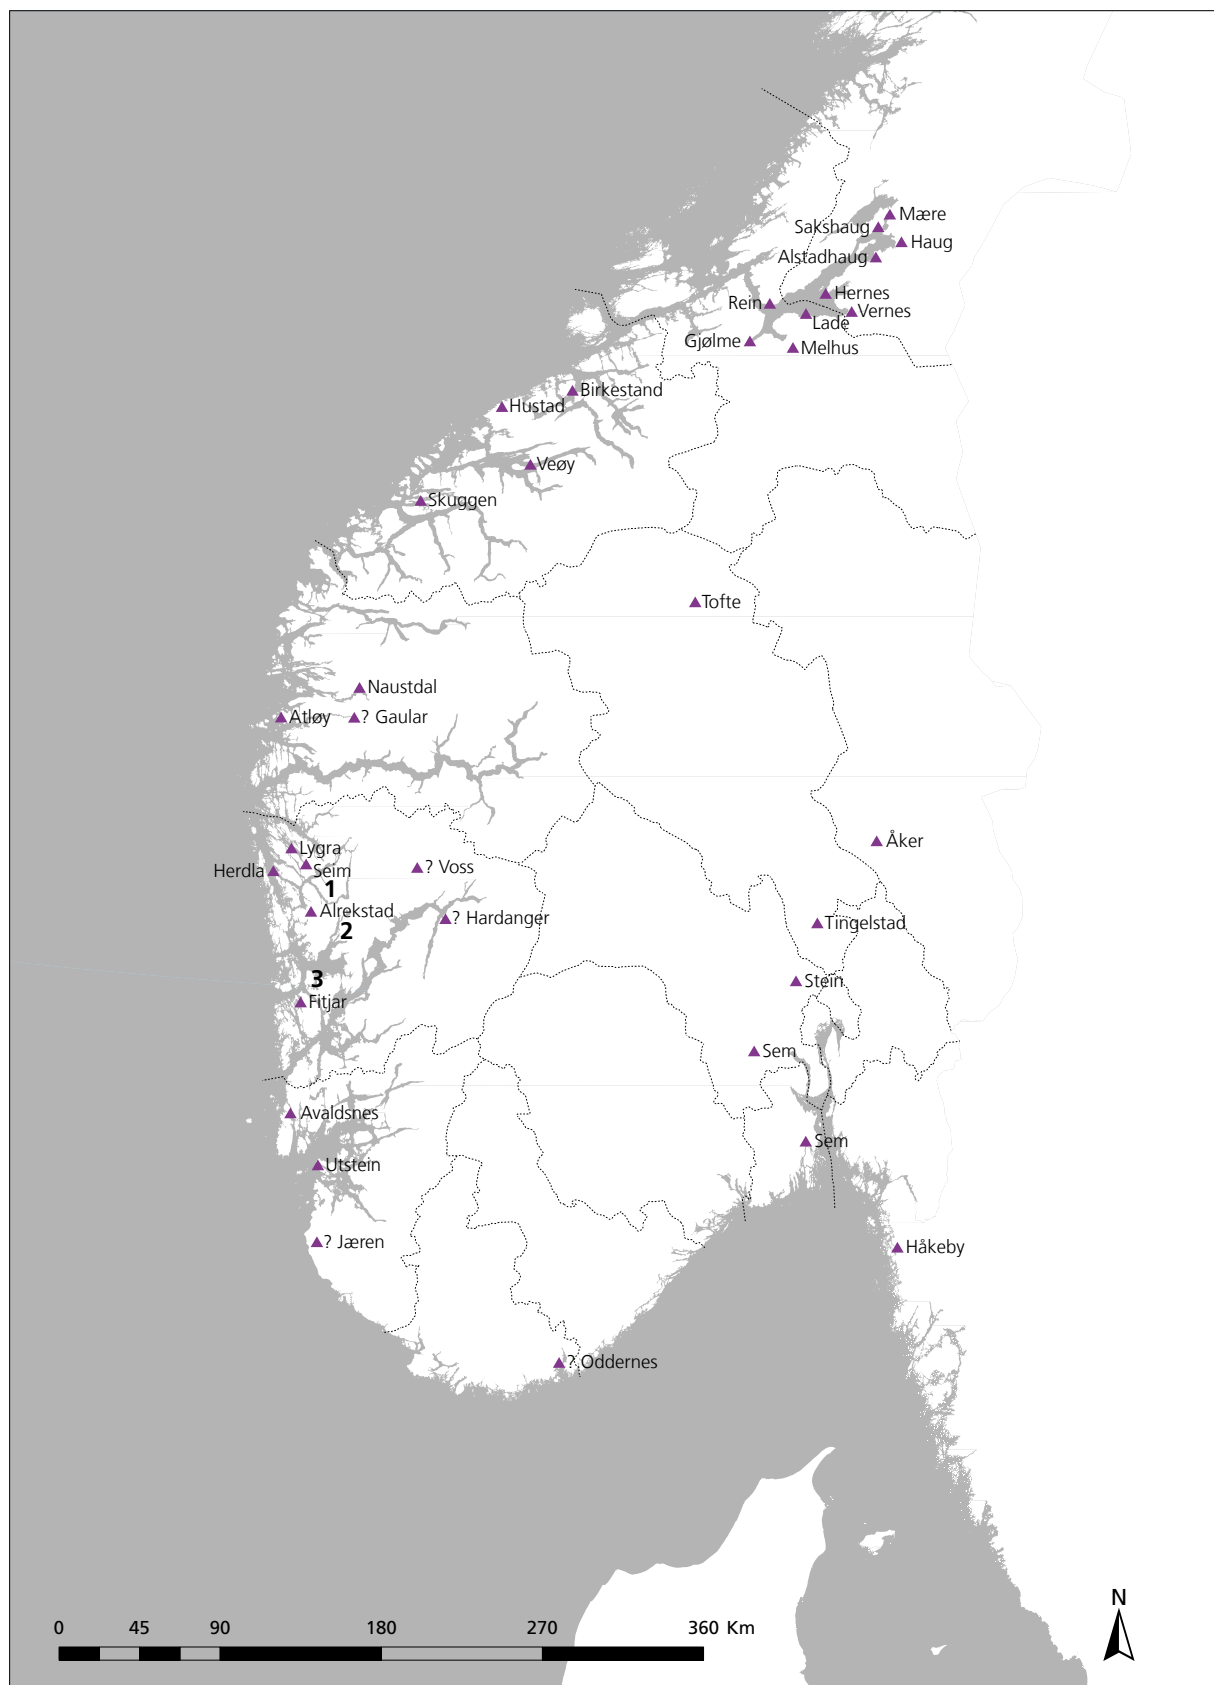 Mære
Sakshaug
Haug
Alstadhaug
Hernes
Rein
Vernes
Lade
Gjølme
Melhus
Birkestand
Hustad
Veøy
Skuggen
Tofte
Naustdal
Atløy
? Gaular
Åker
Lygra
Herdla
Seim
? Voss
1
Alrekstad
? Hardanger
Tingelstad
2
3
Stein
Fitjar
Sem
Avaldsnes
Sem
Utstein
? Jæren
Håkeby
? Oddernes
N
0 45 90 180 270 360 Km